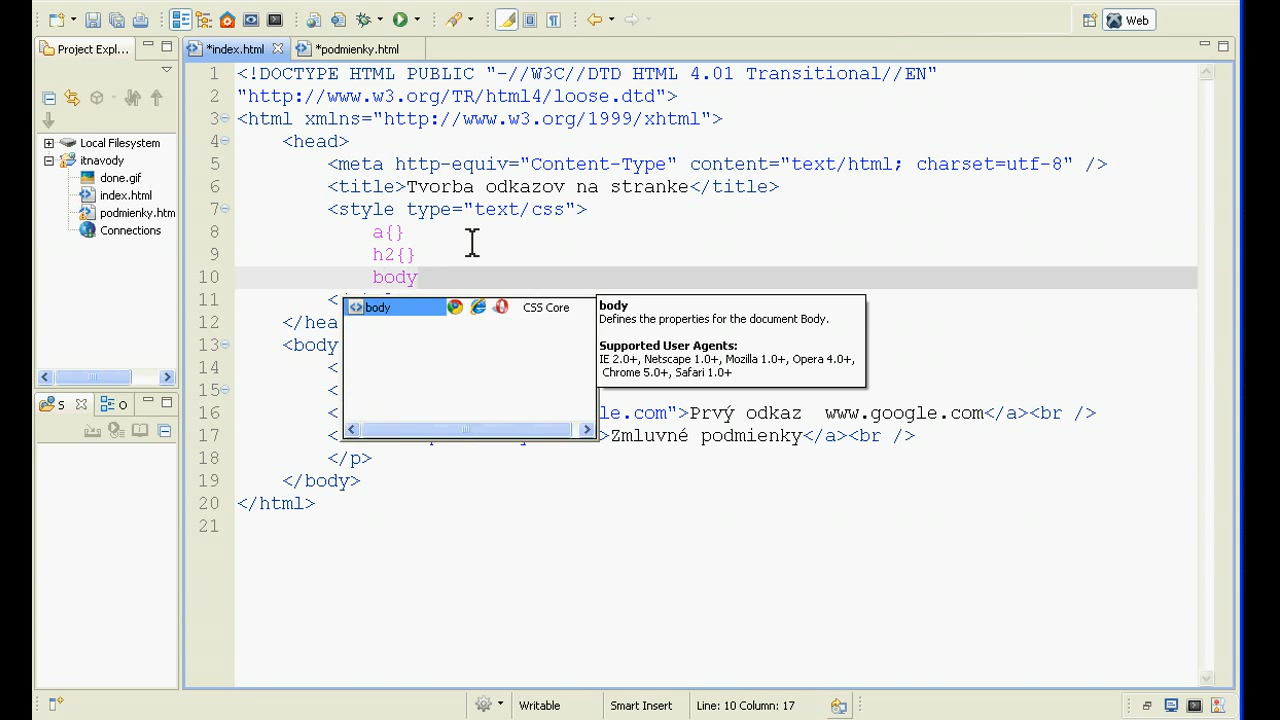 Web
Project Expl...
*index.html
*podmienky.html
Local Filesystem
itnavody
done.gif
index.html
podmienky.htm
Connections
S
O
1 <!DOCTYPE HTML PUBLIC "-//W3C//DTD HTML 4.01 Transitional//EN"
2 "http://www.w3.org/TR/html4/loose.dtd">
3 <html xmlns="http://www.w3.org/1999/xhtml">
4 <head>
5 <meta http-equiv="Content-Type" content="text/html; charset=utf-8" />
6 <title>Tvorba odkazov na stranke</title>
7 <style type="text/css">
8 a{}
9 h2{}
10 body
11 </
12 </hea
13 <body
14 <
15 <
16 < le.com">Prvý odkaz www.google.com</a><br />
17 < >Zmluvné podmienky</a><br />
18 </p>
19 </body>
20 </html>
21
body CSS Core
body
Defines the properties for the document Body.
Supported User Agents:
IE 2.0+, Netscape 1.0+, Mozilla 1.0+, Opera 4.0+,
Chrome 5.0+, Safari 1.0+
Smart Insert
Line: 10 Column: 17